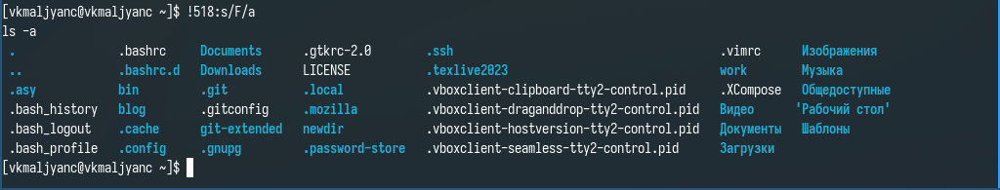 [vkmaljyanc@vkmaljyanc ~]$ !518:s/F/a
ls -a
. .bashrc Documents .gtkrc-2.0 .ssh .vimrc Изображения
.. .bashrc.d Downloads LICENSE .texlive2023 work Музыка
.asy bin .git .local .vboxclient-clipboard-tty2-control.pid .XCompose Общедоступные
.bash_history blog .gitconfig .mozilla .vboxclient-draganddrop-tty2-control.pid Видео 'Рабочий стол'
.bash_logout .cache git-extended newdir .vboxclient-hostversion-tty2-control.pid Документы Шаблоны
.bash_profile .config .gnupg .password-store .vboxclient-seamless-tty2-control.pid Загрузки
[vkmaljyanc@vkmaljyanc ~]$